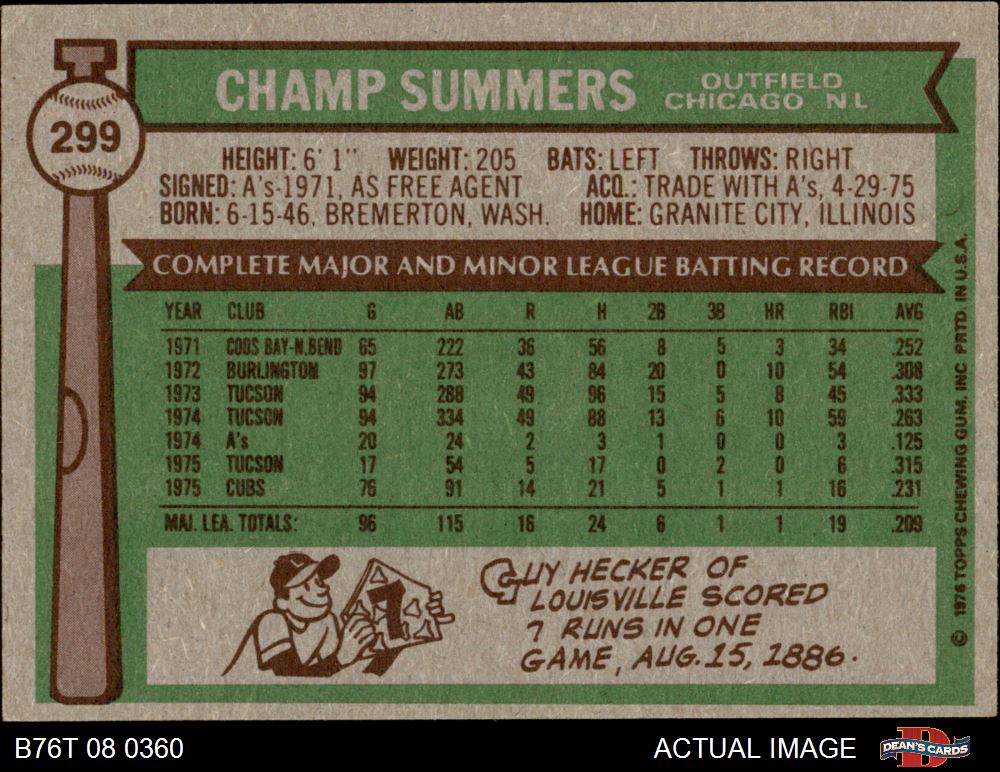 299
CHAMP SUMMERS OUTFIELD
CHICAGO N L
HEIGHT: 6' 1" WEIGHT: 205 BATS: LEFT THROWS: RIGHT
SIGNED: A's-1971, AS FREE AGENT ACQ.: TRADE WITH A's, 4-29-75
BORN: 6-15-46, BREMERTON, WASH. HOME: GRANITE CITY, ILLINOIS
COMPLETE MAJOR AND MINOR LEAGUE BATTING RECORD
YEAR CLUB G AB R H 2B 3B HR RBI AVG
1971 COOS BAY-N.BEND 65 222 36 56 8 5 3 34 .252
1972 BURLINGTON 97 273 43 84 20 0 10 54 .308
1973 TUCSON 94 288 49 96 15 5 8 45 .333
1974 TUCSON 94 334 49 88 13 6 10 59 .263
1974 A's 20 24 2 3 1 0 0 3 .125
1975 TUCSON 17 54 5 17 0 2 0 6 .315
1975 CUBS 76 91 14 21 5 1 1 16 .231
MAJ. LEA. TOTALS: 96 115 16 24 6 1 1 19 .209
7
GUY HECKER OF
LOUISVILLE SCORED
7 RUNS IN ONE
GAME, AUG. 15, 1886.
© 1976 TOPPS CHEWING GUM, INC PRTD. IN U.S.A.
B76T 08 0360 ACTUAL IMAGE DEAN'S CARDS